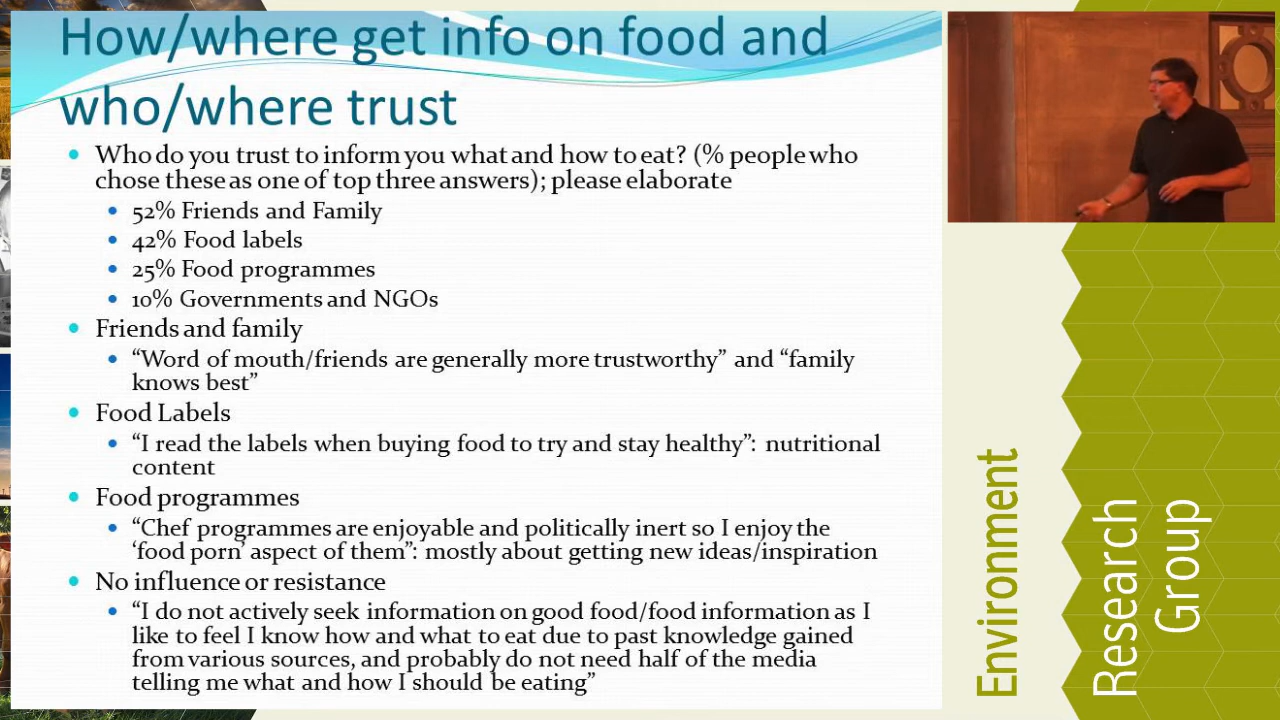 How/where get info on food and
who/where trust
Who do you trust to inform you what and how to eat? (% people who
chose these as one of top three answers); please elaborate
52% Friends and Family
42% Food labels
25% Food programmes
10% Governments and NGOs
Friends and family
“Word of mouth/friends are generally more trustworthy” and “family
knows best”
Food Labels
“I read the labels when buying food to try and stay healthy”: nutritional
content
Food programmes
“Chef programmes are enjoyable and politically inert so I enjoy the
‘food porn’ aspect of them”: mostly about getting new ideas/inspiration
No influence or resistance
“I do not actively seek information on good food/food information as I
like to feel I know how and what to eat due to past knowledge gained
from various sources, and probably do not need half of the media
telling me what and how I should be eating”
Environment
Research
Group